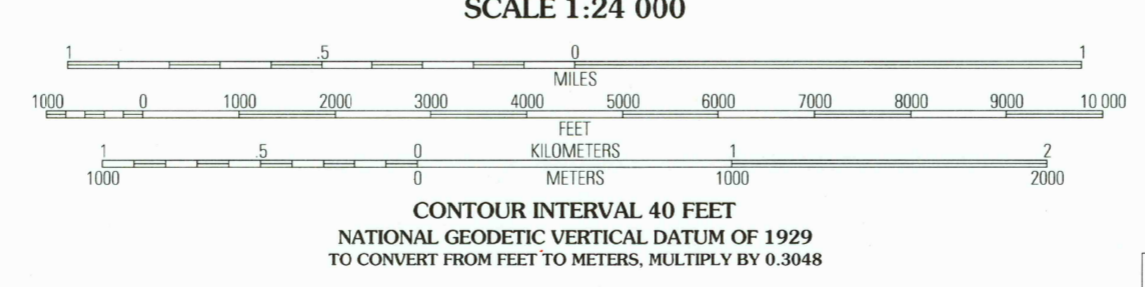 SCALE 1:24 000
1 .5 0 1
MILES
1000 0 1000 2000 3000 4000 5000 6000 7000 8000 9000 10 000
FEET
1 .5 0 KILOMETERS 1 2
1000 0 METERS 1000 2000
CONTOUR INTERVAL 40 FEET
NATIONAL GEODETIC VERTICAL DATUM OF 1929
TO CONVERT FROM FEET TO METERS, MULTIPLY BY 0.3048